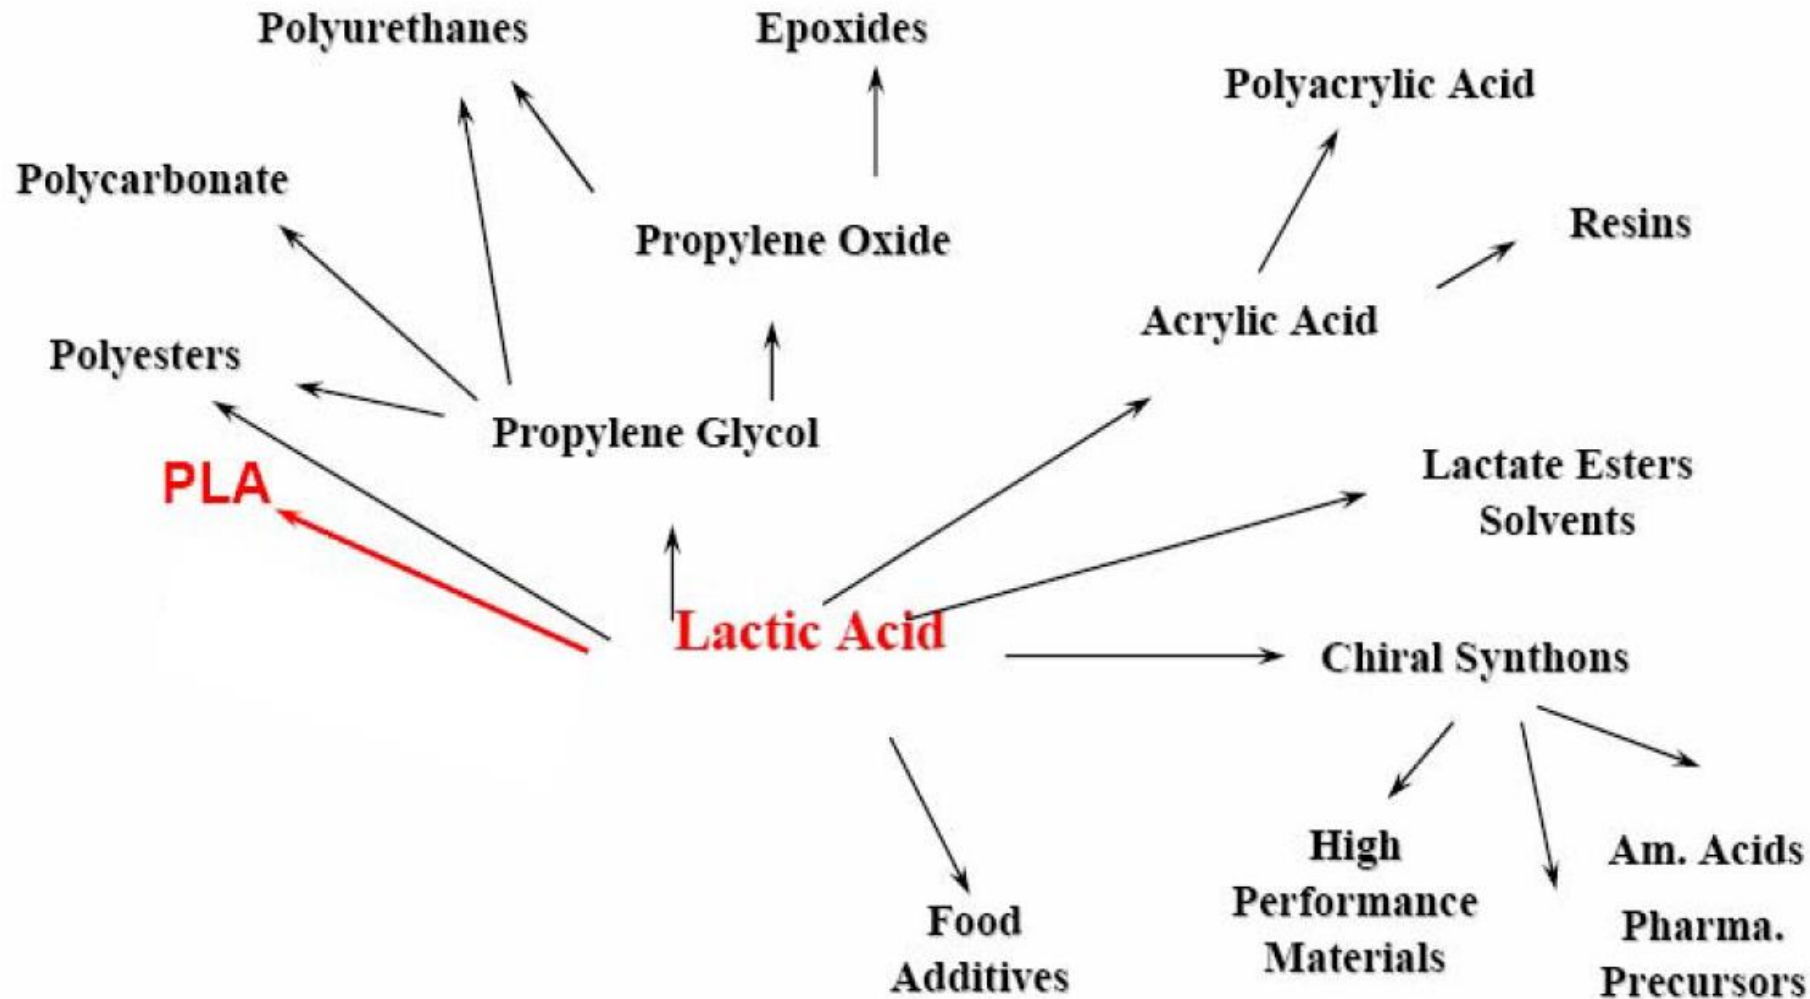 Polyurethanes
Epoxides
Polyacrylic Acid
Polycarbonate
Resins
Propylene Oxide
Acrylic Acid
Polyesters
Propylene Glycol
PLA
Lactate Esters
Solvents
Lactic Acid
Chiral Synthons
High
Performance
Materials
Am. Acids
Pharma.
Precursors
Food
Additives